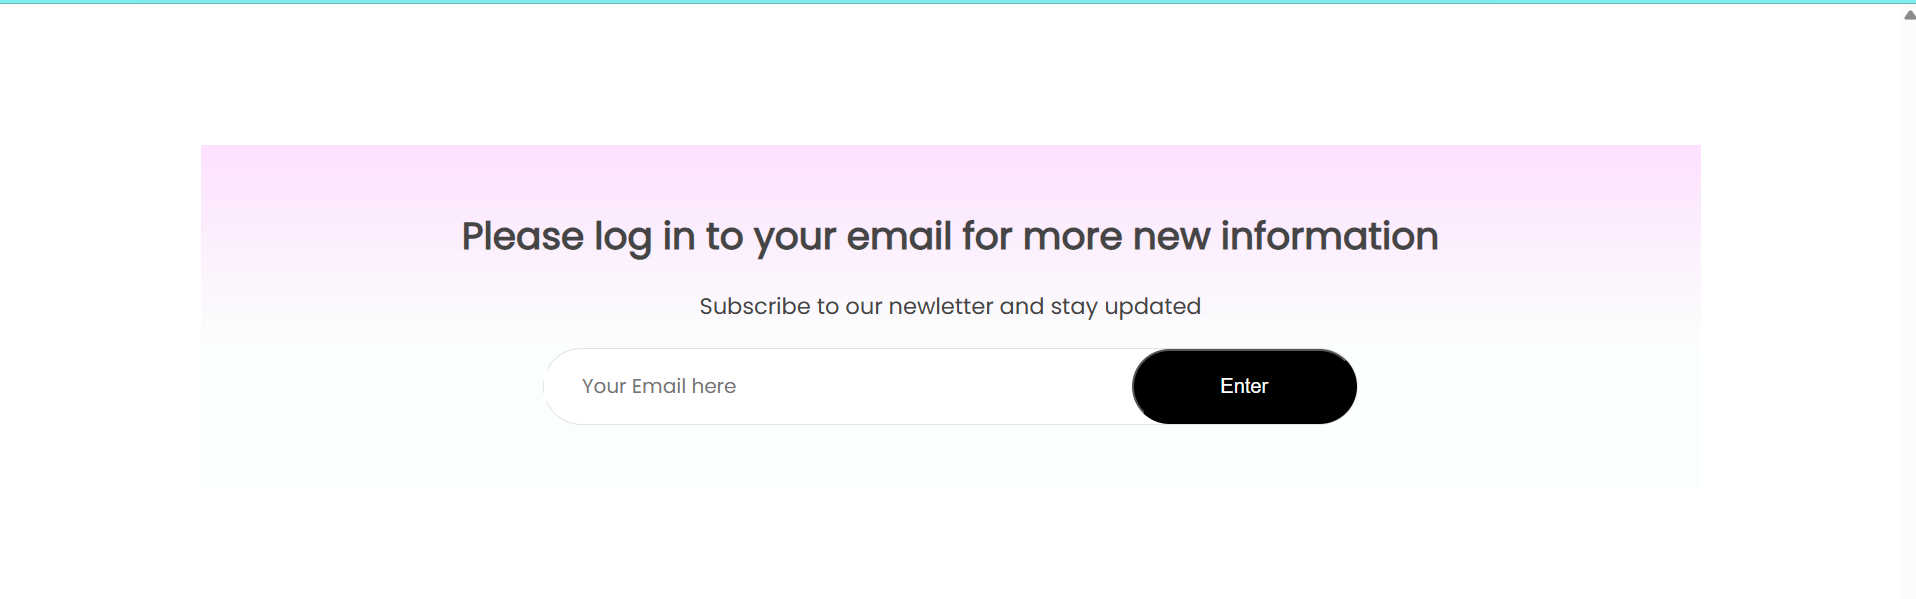 Please log in to your email for more new information
Subscribe to our newletter and stay updated
Your Email here
Enter